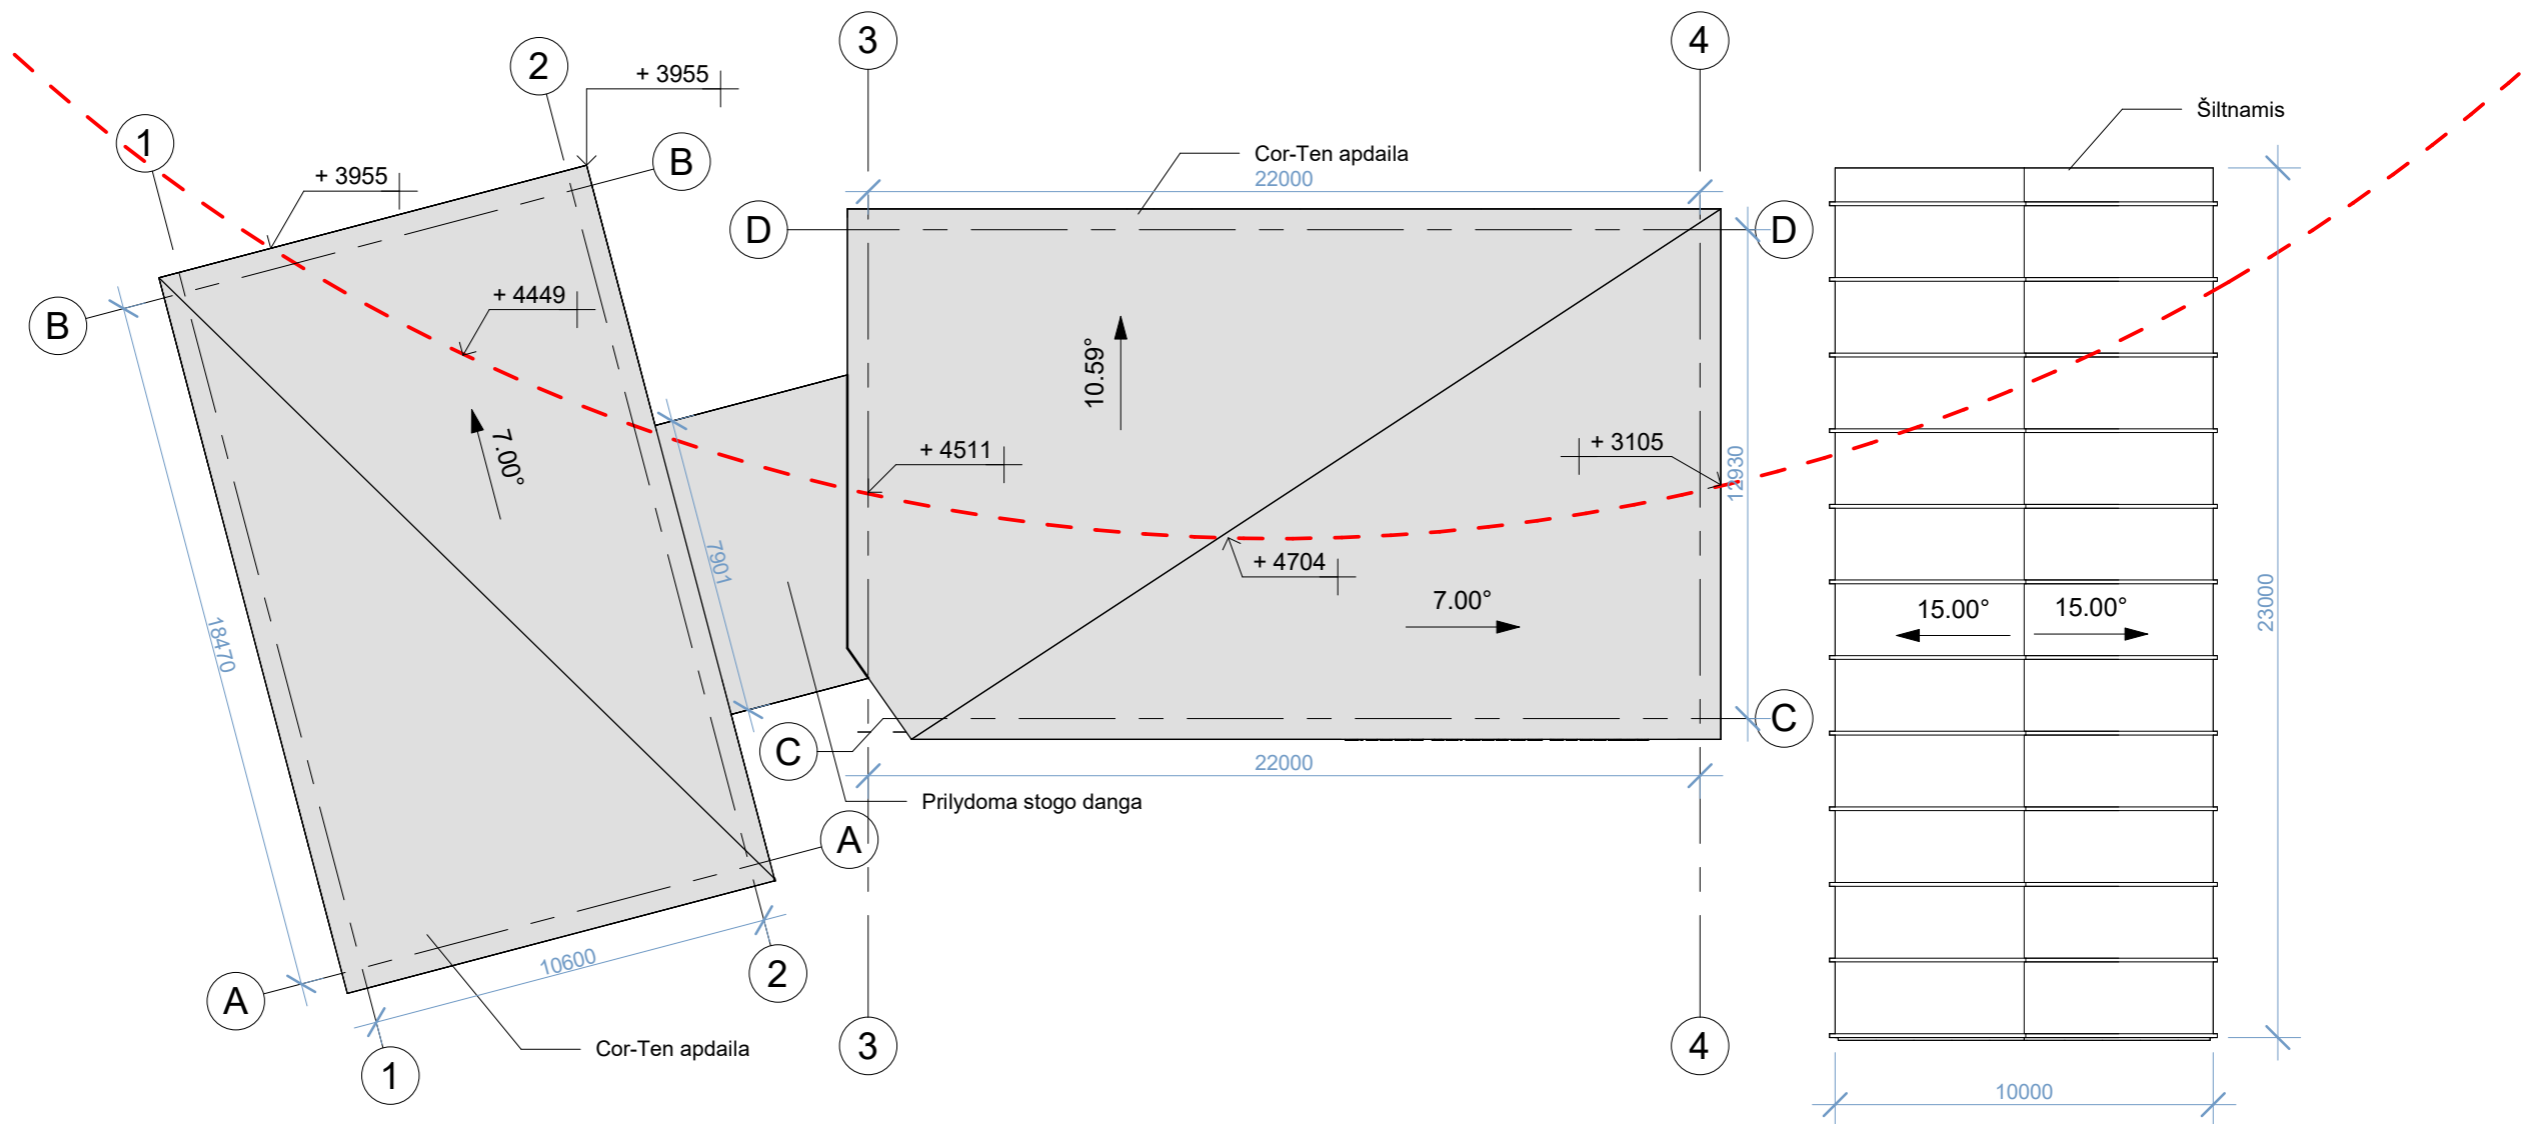 3
4
2
+ 3955
Šiltnamis
1
Cor-Ten apdaila
B
+ 3955
22000
D
D
+ 4449
B
10.59°
7.00°
+ 4511
+ 3105
12930
7901
+ 4704
7.00°
15.00°
15.00°
23000
18470
C
C
22000
Prilydoma stogo danga
A
10600
2
A
Cor-Ten apdaila
3
4
1
10000